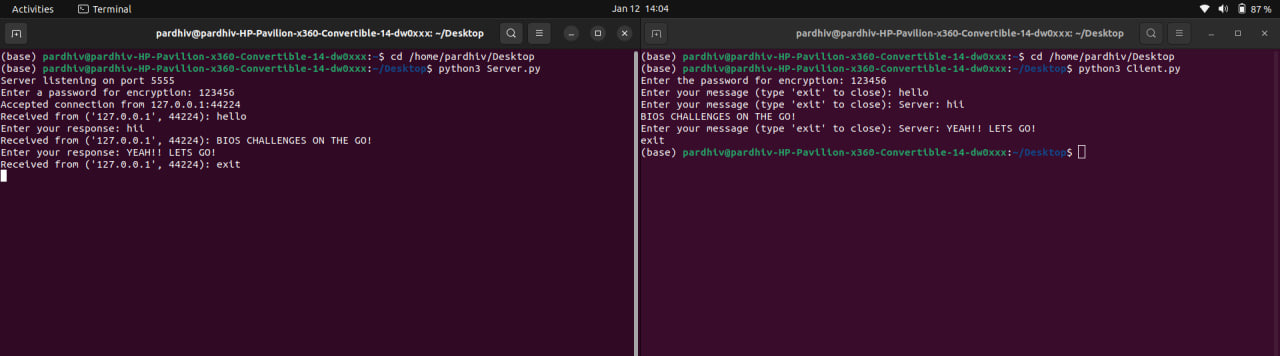 Activities
Terminal
Jan 12 14:04
87 %
pardhiv@pardhiv-HP-Pavilion-x360-Convertible-14-dw0xxx: ~/Desktop
(base) pardhiv@pardhiv-HP-Pavilion-x360-Convertible-14-dw0xxx:~$ cd /home/pardhiv/Desktop
(base) pardhiv@pardhiv-HP-Pavilion-x360-Convertible-14-dw0xxx:~/Desktop$ python3 Server.py
Server listening on port 5555
Enter a password for encryption: 123456
Accepted connection from 127.0.0.1:44224
Received from ('127.0.0.1', 44224): hello
Enter your response: hii
Received from ('127.0.0.1', 44224): BIOS CHALLENGES ON THE GO!
Enter your response: YEAH!! LETS GO!
Received from ('127.0.0.1', 44224): exit
pardhiv@pardhiv-HP-Pavilion-x360-Convertible-14-dw0xxx: ~/Desktop
(base) pardhiv@pardhiv-HP-Pavilion-x360-Convertible-14-dw0xxx:~$ cd /home/pardhiv/Desktop
(base) pardhiv@pardhiv-HP-Pavilion-x360-Convertible-14-dw0xxx:~/Desktop$ python3 Client.py
Enter the password for encryption: 123456
Enter your message (type 'exit' to close): hello
Enter your message (type 'exit' to close): Server: hii
BIOS CHALLENGES ON THE GO!
Enter your message (type 'exit' to close): Server: YEAH!! LETS GO!
exit
(base) pardhiv@pardhiv-HP-Pavilion-x360-Convertible-14-dw0xxx:~/Desktop$